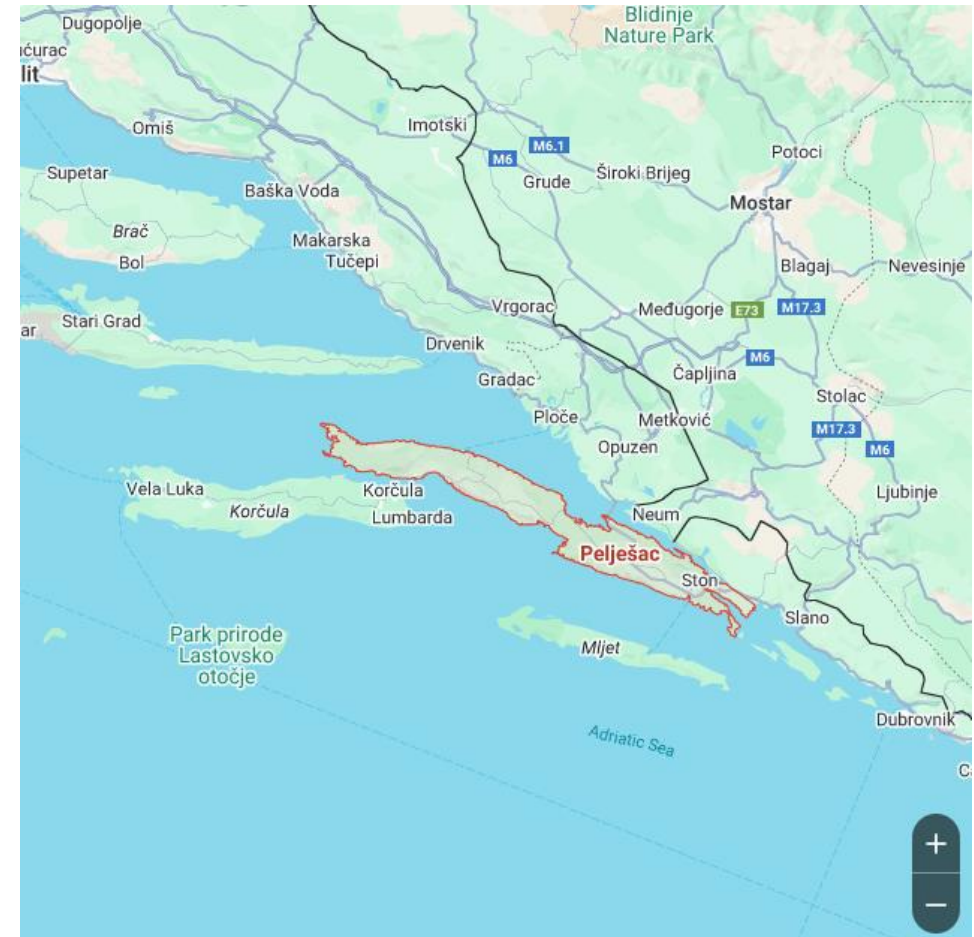 Dugopolje
Blidinje
Nature Park
ućurac
lit
Omiš
Imotski
M6.1
M6
Potoci
Supetar
Grude
Široki Brijeg
Baška Voda
Mostar
Brač
Makarska
Tučepi
Bol
Blagaj
Nevesinje
Vrgorac
Međugorje
E73
M17.3
Stari Grad
ar
Drvenik
M6
Gradac
Čapljina
Stolac
Ploče
Metković
M17.3
M6
Opuzen
Vela Luka
Korčula
Ljubinje
Korčula
Lumbarda
Neum
Pelješac
Ston
Slano
Park prirode
Lastovsko
otočje
Mljet
Dubrovnik
Adriatic Sea
Ca
+
−